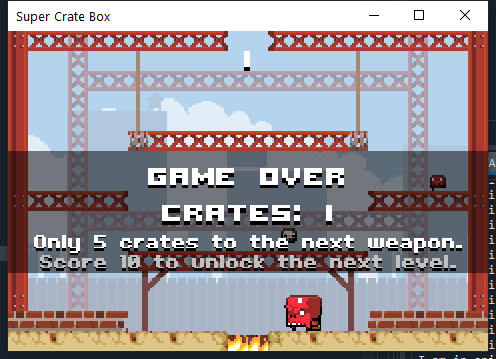 Super Crate Box
1
GAME OVER
CRATES: 1
Only 5 crates to the next weapon.
Score 10 to unlock the next level.